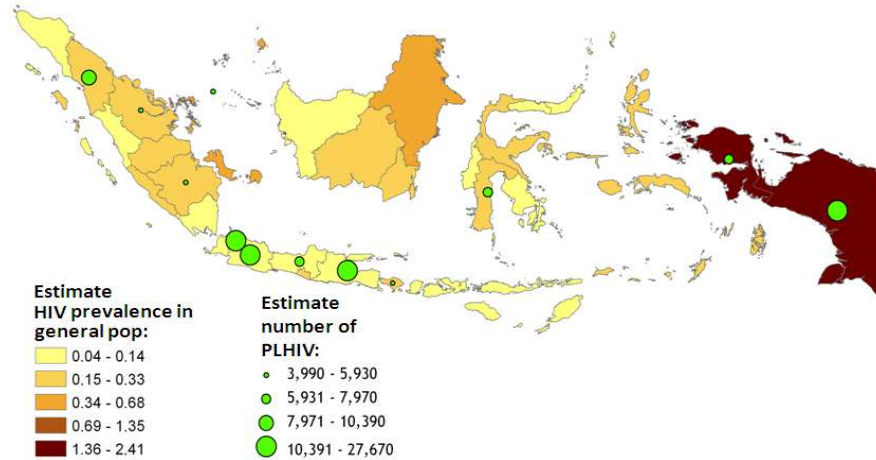 Estimate
HIV prevalence in
general pop:
0.04 - 0.14
0.15 - 0.33
0.34 - 0.68
0.69 - 1.35
1.36 - 2.41
Estimate
number of
PLHIV:
3,990 - 5,930
5,931 - 7,970
7,971 - 10,390
10,391 - 27,670